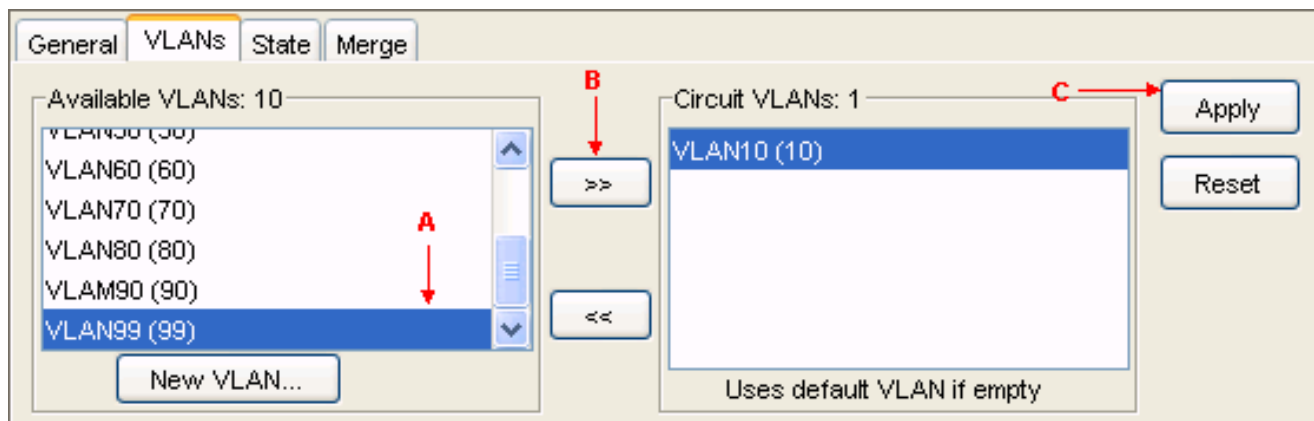 General VLANs State Merge
Available VLANs: 10
VLAN60 (60)
VLAN70 (70)
VLAN80 (80)
VLAM90 (90)
VLAN99 (99)
New VLAN...
A
B
>>
<<
Circuit VLANs: 1
VLAN10 (10)
Uses default VLAN if empty
C
Apply
Reset